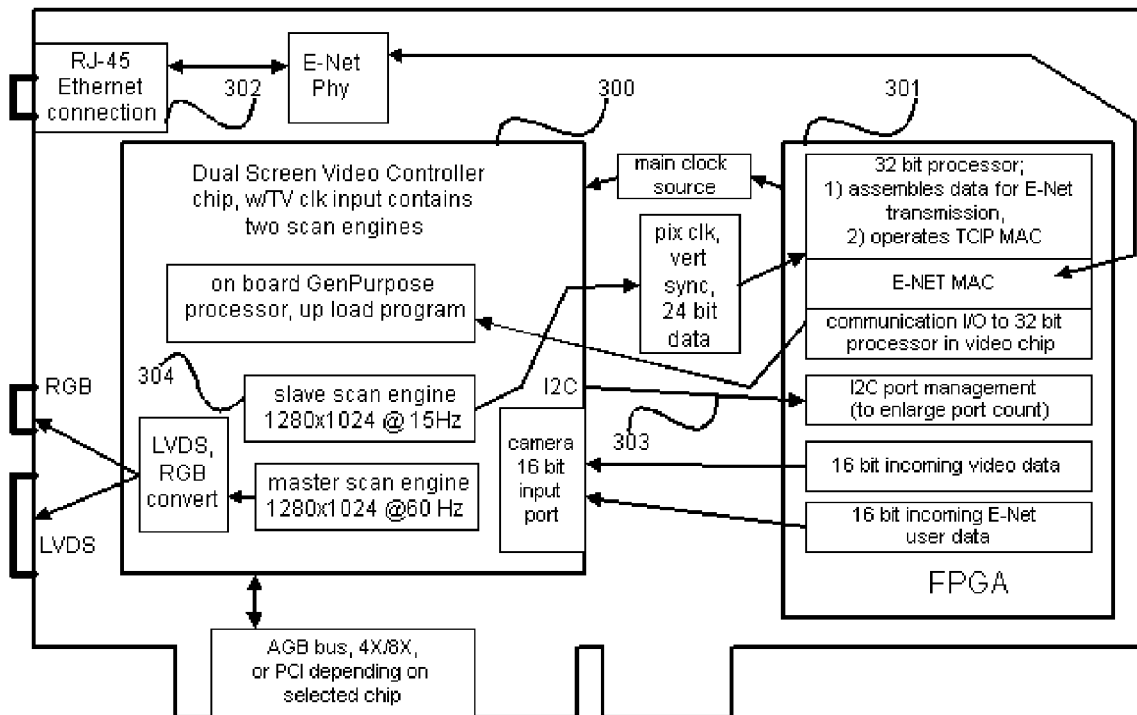 RJ-45
Ethernet
connection
302
E-Net
Phy
300
301
Dual Screen Video Controller
chip, w/TV clk input contains
two scan engines
main clock
source
32 bit processor;
1) assembles data for E-Net
transmission,
2) operates TCIP MAC
pix clk,
vert
sync,
24 bit
data
on board GenPurpose
processor, up load program
E-NET MAC
communication I/O to 32 bit
processor in video chip
304
RGB
slave scan engine
1280x1024 @ 15Hz
I2C
I2C port management
(to enlarge port count)
303
LVDS,
RGB
convert
master scan engine
1280x1024 @60 Hz
camera
16 bit
input
port
16 bit incoming video data
16 bit incoming E-Net
user data
LVDS
FPGA
AGB bus, 4X/8X,
or PCI depending on
selected chip